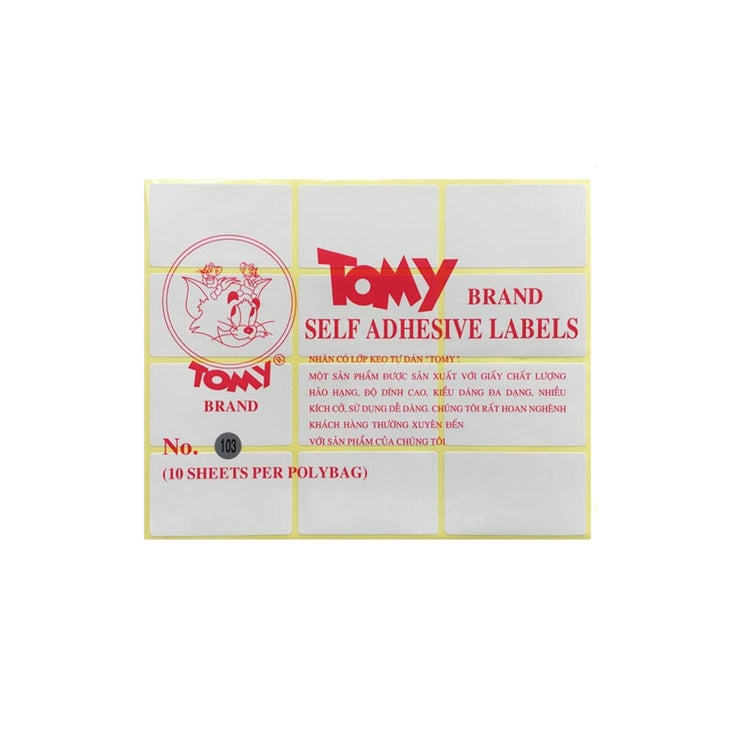 TOMY BRAND
SELF ADHESIVE LABELS
NHÃN CÓ LỚP KEO TỰ DÁN "TOMY".
MỘT SẢN PHẨM ĐƯỢC SẢN XUẤT VỚI GIẤY CHẤT LƯỢNG
HẢO HẠNG, ĐỘ DÍNH CAO, KIỂU DÁNG ĐA DẠNG, NHIỀU
KÍCH CỞ, SỬ DỤNG DỄ DÀNG. CHÚNG TÔI RẤT HOAN NGHÊNH
KHÁCH HÀNG THƯỜNG XUYÊN ĐẾN
VỚI SẢN PHẨM CỦA CHÚNG TÔI
TOMY®
BRAND
No. 103
(10 SHEETS PER POLYBAG)